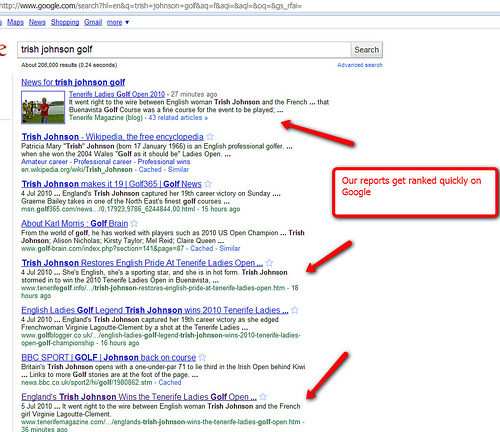 http://www.google.com/search?hl=en&q=trish+johnson+golf&aq=f&aqi=&aql=&oq=&gs_rfai=
Maps News Shopping Gmail more ▼
trish johnson golf Search
About 206,000 results (0.24 seconds) Advanced search
News for trish johnson golf
Tenerife Ladies Golf Open 2010 - 27 minutes ago
It went right to the wire between English woman Trish Johnson and the French ... that
Buenavista Golf Course was a fine course for the event to be played; ...
Tenerife Magazine (blog) - 43 related articles »
Trish Johnson - Wikipedia, the free encyclopedia
Patricia Mary "Trish" Johnson (born 17 January 1966) is an English professional golfer. ...
when she won the 2004 Wales "Golf as it should be" Ladies Open. ...
Amateur career - Professional career - Professional wins
en.wikipedia.org/wiki/Trish_Johnson - Cached - Similar
Trish Johnson makes it 19 | Golf365 | Golf News
4 Jul 2010 ... England's Trish Johnson captured her 19th career victory on Sunday ....
Graeme Bailey takes in one of the North East's finest golf courses ...
msn.golf365.com/news.../0,17923,9786_6244844,00.html - 15 hours ago
Our reports get ranked quickly on
Google
About Karl Morris : Golf Brain
From the world of golf, he has worked with players such as 2010 US Open Champion ... Trish
Johnson; Alison Nicholas; Kirsty Taylor; Mel Reid; Claire Queen ...
www.golf-brain.com/index.php?section=141&page=87 - Cached - Similar
Trish Johnson Restores English Pride At Tenerife Ladies Open ...
4 Jul 2010 ... She's English, she's a sporting star, and she is in hot form. Trish Johnson
stormed in to win the 2010 Tenerife Ladies Open in Buenavista, ...
www.tenerifegolf.info/.../trish-johnson-restores-english-pride-at-tenerife-ladies-open.htm - 18
hours ago
English Ladies Golf Legend Trish Johnson wins 2010 Tenerife Ladies ...
4 Jul 2010 ... England's Trish Johnson captured her 19th career victory as she edged
Frenchwoman Virginie Lagoutte-Clement by a shot at the Tenerife Ladies ...
www.golfblogger.co.uk/.../english-ladies-golf-legend-trish-johnson-wins-2010-tenerife-ladies-
open-golf-championship - 16 hours ago
BBC SPORT | GOLF | Johnson back on course
Britain's Trish Johnson opens with a one-under-par 71 to lie third in the Irish Open behind Kiwi
... Links to more Golf stories are at the foot of the page. ...
news.bbc.co.uk/sport2/hi/golf/1980862.stm - Cached
England's Trish Johnson Wins the Tenerife Ladies Golf Open ...
5 Jul 2010 ... It went right to the wire between English woman Trish Johnson and the French
girl Virginie Lagoutte-Clement.
www.tenerifemagazine.com/.../englands-trish-johnson-wins-the-tenerife-ladies-golf-open.htm -
36 minutes ago